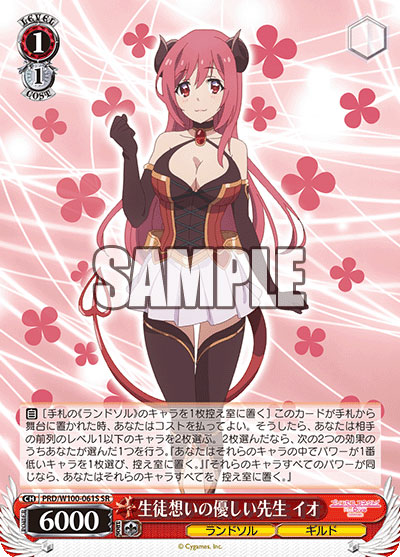 LEVEL
1
1
COST
SAMPLE
自 [手札の《ランドソル》のキャラを1枚控え室に置く] このカードが手札から
舞台に置かれた時、あなたはコストを払ってよい。そうしたら、あなたは相手
の前列のレベル1以下のキャラを2枚選ぶ。2枚選んだなら、次の2つの効果の
うちあなたが選んだ1つを行う。『あなたはそれらのキャラの中でパワーが1番
低いキャラを1枚選び、控え室に置く。』『それらのキャラすべてのパワーが同じ
なら、あなたはそれらのキャラすべてを、控え室に置く。』
CH PRD/W100-061S SR
生徒想いの優しい先生 イオ
6000
ランドソル
ギルド
© Cygames, Inc.